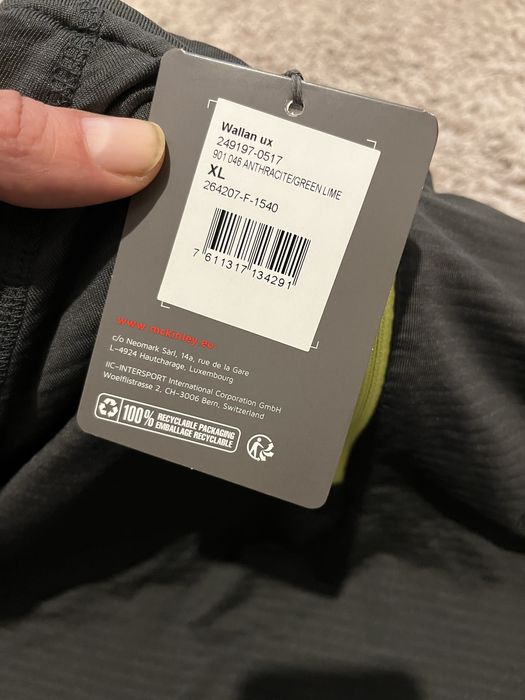 Wallan ux
249197-0517
901 046 ANTHRACITE/GREEN LIME
XL
264207-F-1540
7 611317 134291
www.mckinley.eu
c/o Neomark Sàrl, 14a, rue de la Gare
L-4924 Hautcharage, Luxembourg
IIC-INTERSPORT International Corporation GmbH
Woelflistrasse 2, CH-3006 Bern, Switzerland
100% RECYCLABLE PACKAGING
EMBALLAGE RECYCLABLE